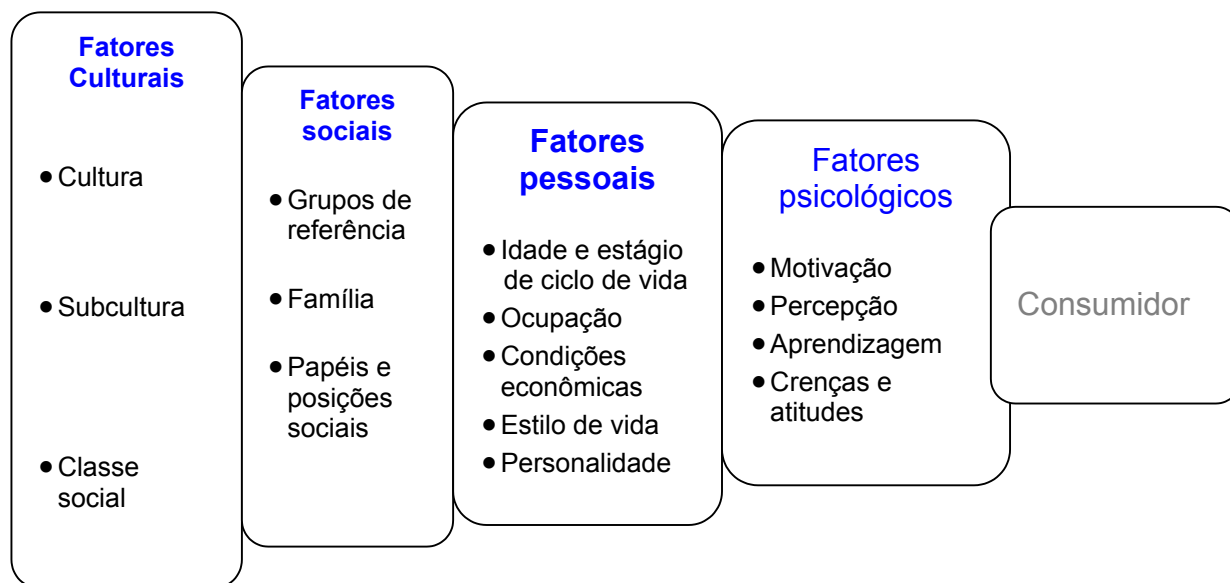 Fatores
Culturais
• Cultura
• Subcultura
• Classe
social
Fatores
sociais
• Grupos de
referência
• Família
• Papéis e
posições
sociais
Fatores
pessoais
• Idade e estágio
de ciclo de vida
• Ocupação
• Condições
econômicas
• Estilo de vida
• Personalidade
Fatores
psicológicos
• Motivação
• Percepção
• Aprendizagem
• Crenças e
atitudes
Consumidor